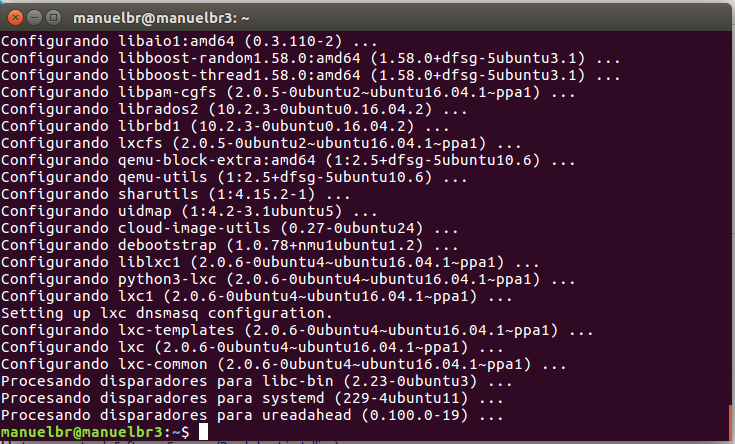 manuelbr@manuelbr3: ~
Configurando libaio1:amd64 (0.3.110-2) ...
Configurando libboost-random1.58.0:amd64 (1.58.0+dfsg-5ubuntu3.1) ...
Configurando libboost-thread1.58.0:amd64 (1.58.0+dfsg-5ubuntu3.1) ...
Configurando libpam-cgfs (2.0.5-0ubuntu2~ubuntu16.04.1~ppa1) ...
Configurando librados2 (10.2.3-0ubuntu0.16.04.2) ...
Configurando librbd1 (10.2.3-0ubuntu0.16.04.2) ...
Configurando lxcfs (2.0.5-0ubuntu2~ubuntu16.04.1~ppa1) ...
Configurando qemu-block-extra:amd64 (1:2.5+dfsg-5ubuntu10.6) ...
Configurando qemu-utils (1:2.5+dfsg-5ubuntu10.6) ...
Configurando sharutils (1:4.15.2-1) ...
Configurando uidmap (1:4.2-3.1ubuntu5) ...
Configurando cloud-image-utils (0.27-0ubuntu24) ...
Configurando debootstrap (1.0.78+nmu1ubuntu1.2) ...
Configurando liblxc1 (2.0.6-0ubuntu4~ubuntu16.04.1~ppa1) ...
Configurando python3-lxc (2.0.6-0ubuntu4~ubuntu16.04.1~ppa1) ...
Configurando lxc1 (2.0.6-0ubuntu4~ubuntu16.04.1~ppa1) ...
Setting up lxc dnsmasq configuration.
Configurando lxc-templates (2.0.6-0ubuntu4~ubuntu16.04.1~ppa1) ...
Configurando lxc (2.0.6-0ubuntu4~ubuntu16.04.1~ppa1) ...
Configurando lxc-common (2.0.6-0ubuntu4~ubuntu16.04.1~ppa1) ...
Procesando disparadores para libc-bin (2.23-0ubuntu3) ...
Procesando disparadores para systemd (229-4ubuntu11) ...
Procesando disparadores para ureadahead (0.100.0-19) ...
manuelbr@manuelbr3:~$